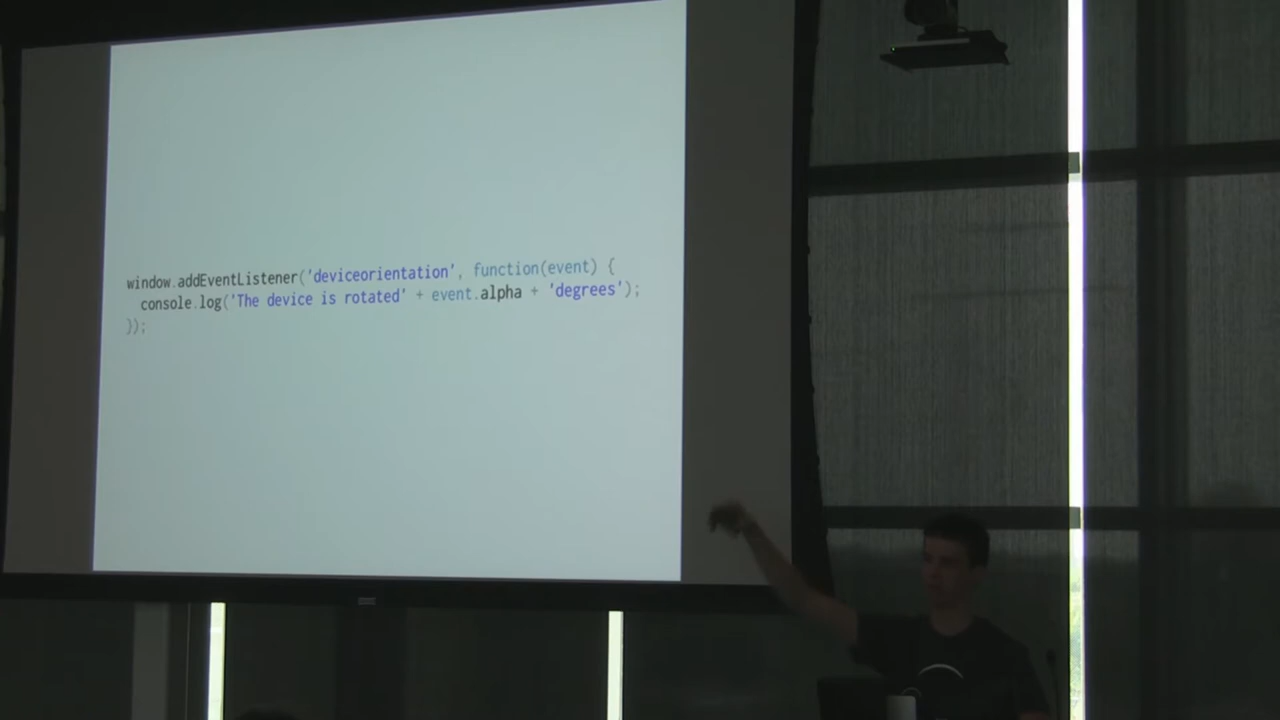 window.addEventListener('deviceorientation', function(event) {
  console.log('The device is rotated' + event.alpha + 'degrees');
});